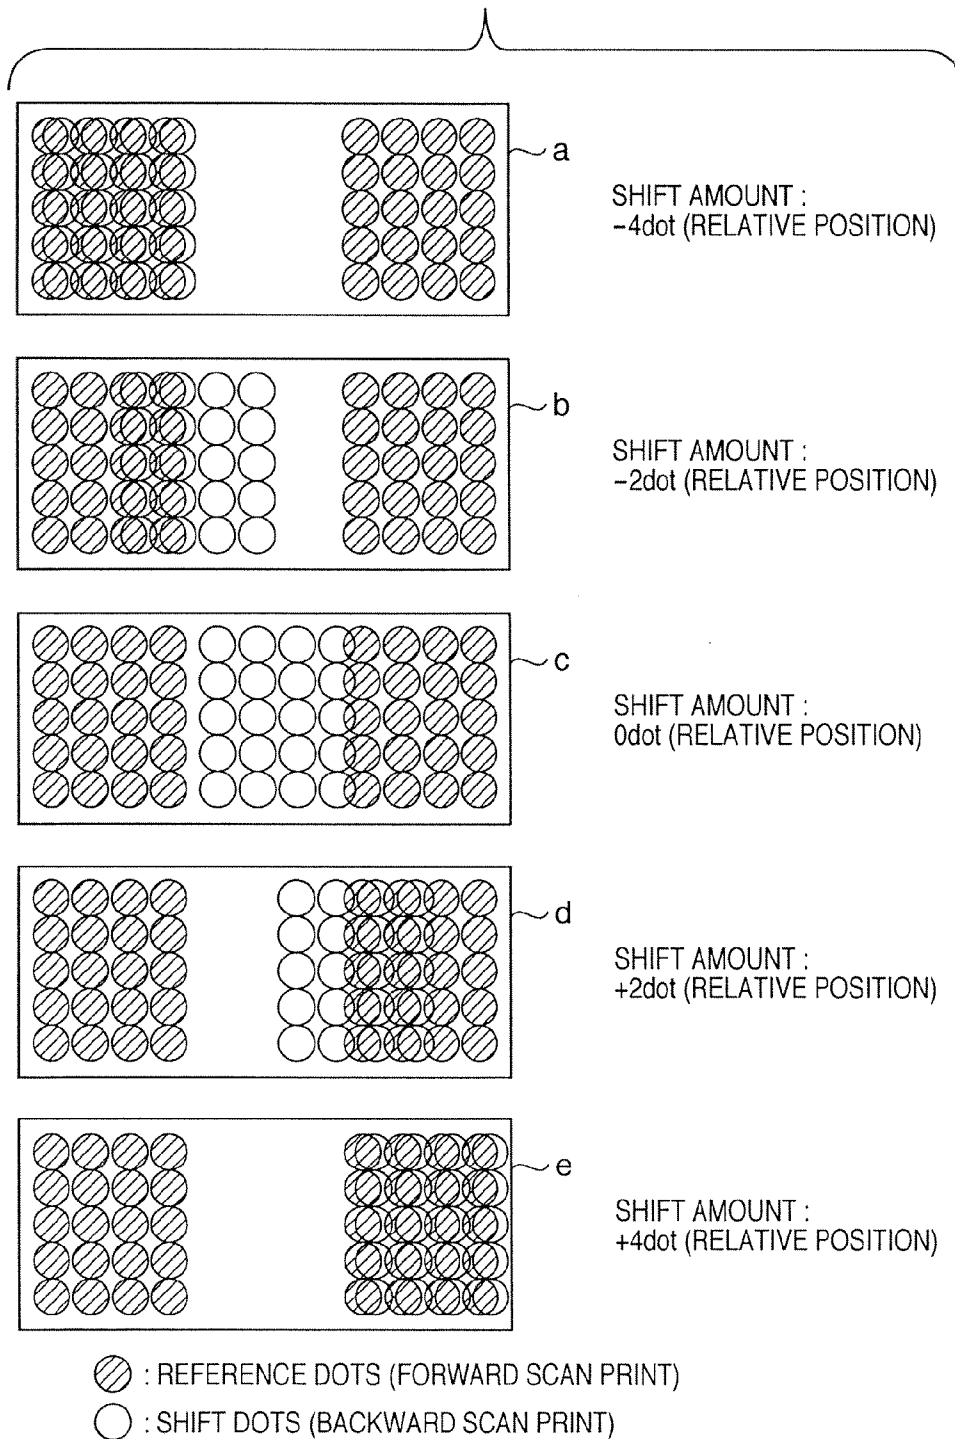 a
SHIFT AMOUNT :
−4dot (RELATIVE POSITION)
b
SHIFT AMOUNT :
−2dot (RELATIVE POSITION)
c
SHIFT AMOUNT :
0dot (RELATIVE POSITION)
d
SHIFT AMOUNT :
+2dot (RELATIVE POSITION)
e
SHIFT AMOUNT :
+4dot (RELATIVE POSITION)
: REFERENCE DOTS (FORWARD SCAN PRINT)
: SHIFT DOTS (BACKWARD SCAN PRINT)